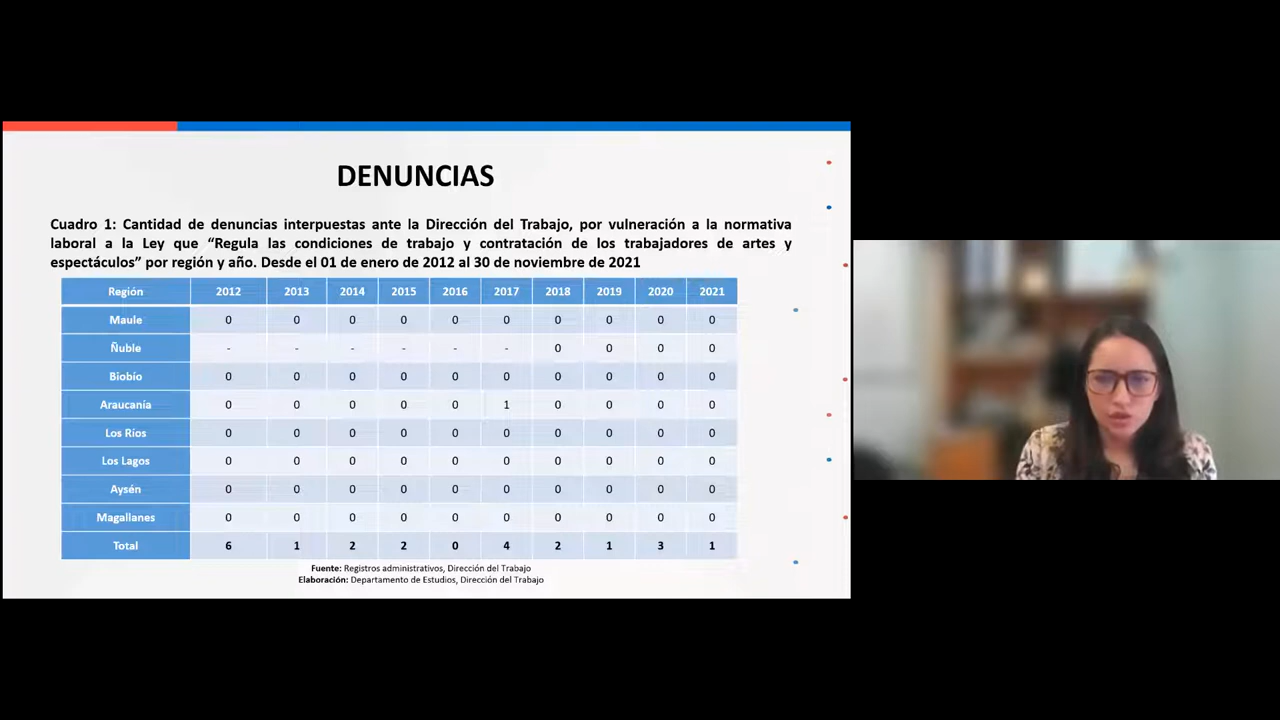 DENUNCIAS
Cuadro 1: Cantidad de denuncias interpuestas ante la Dirección del Trabajo, por vulneración a la normativa
laboral a la Ley que “Regula las condiciones de trabajo y contratación de los trabajadores de artes y
espectáculos” por región y año. Desde el 01 de enero de 2012 al 30 de noviembre de 2021
Región 2012 2013 2014 2015 2016 2017 2018 2019 2020 2021
Maule 0 0 0 0 0 0 0 0 0 0
Ñuble - - - - - - 0 0 0 0
Biobío 0 0 0 0 0 0 0 0 0 0
Araucanía 0 0 0 0 0 1 0 0 0 0
Los Ríos 0 0 0 0 0 0 0 0 0 0
Los Lagos 0 0 0 0 0 0 0 0 0 0
Aysén 0 0 0 0 0 0 0 0 0 0
Magallanes 0 0 0 0 0 0 0 0 0 0
Total 6 1 2 2 0 4 2 1 3 1
Fuente: Registros administrativos, Dirección del Trabajo
Elaboración: Departamento de Estudios, Dirección del Trabajo